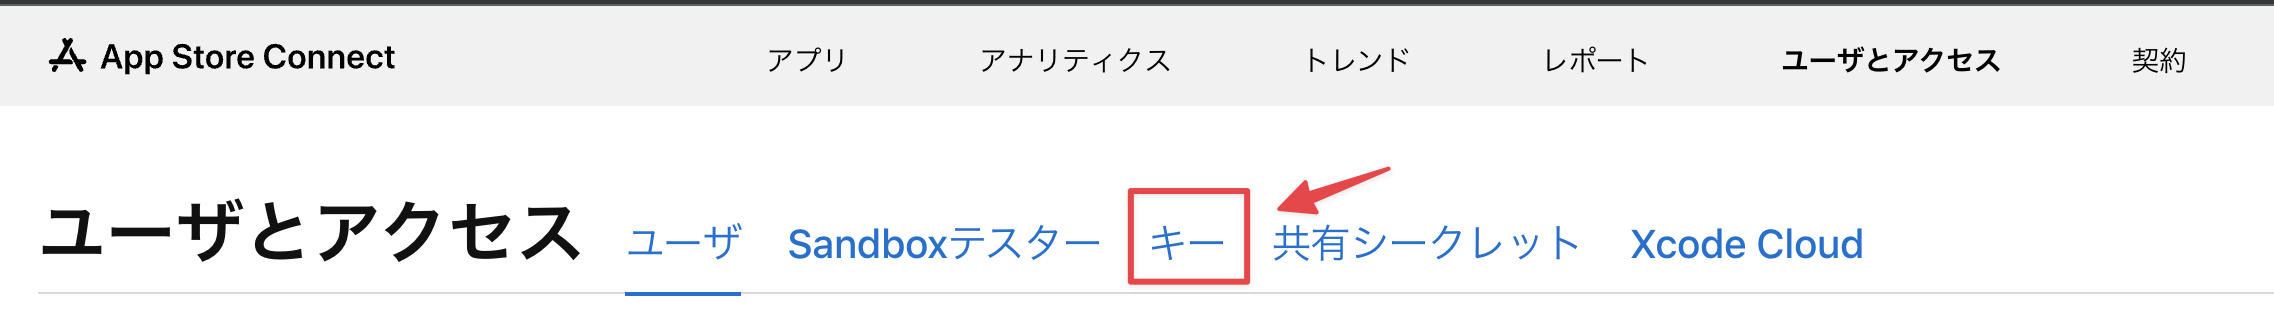 App Store Connect アプリ アナリティクス トレンド レポート ユーザとアクセス 契約
ユーザとアクセス ユーザ Sandboxテスター キー 共有シークレット Xcode Cloud